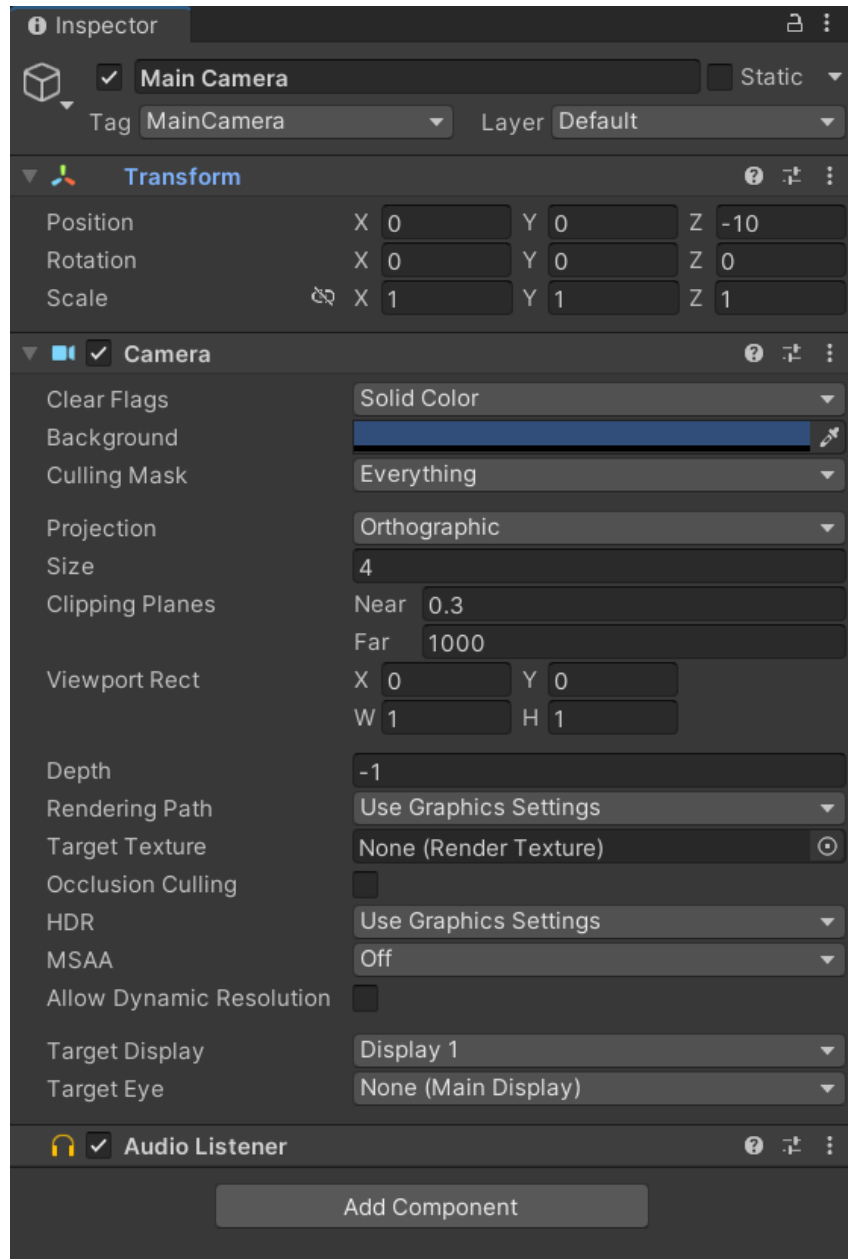 Inspector
Main Camera Static
Tag MainCamera Layer Default
Transform
Position X 0 Y 0 Z -10
Rotation X 0 Y 0 Z 0
Scale X 1 Y 1 Z 1
Camera
Clear Flags Solid Color
Background
Culling Mask Everything
Projection Orthographic
Size 4
Clipping Planes Near 0.3
Far 1000
Viewport Rect X 0 Y 0
W 1 H 1
Depth -1
Rendering Path Use Graphics Settings
Target Texture None (Render Texture)
Occlusion Culling
HDR Use Graphics Settings
MSAA Off
Allow Dynamic Resolution
Target Display Display 1
Target Eye None (Main Display)
Audio Listener
Add Component